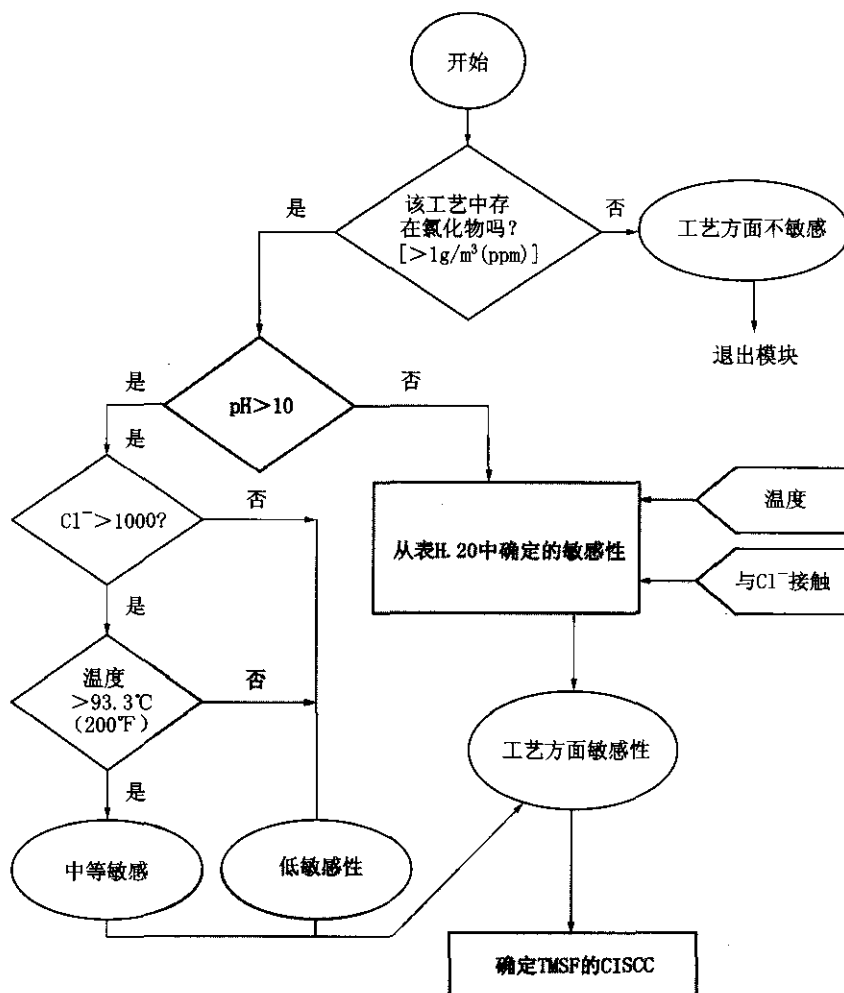 开始
该工艺中存
在氯化物吗?
[>1g/m³(ppm)]
是
否
工艺方面不敏感
退出模块
pH>10
是
否
是
Cl⁻>1000?
否
温度
从表H.20中确定的敏感性
与Cl⁻接触
是
温度
>93.3℃
(200℉)
否
工艺方面敏感性
是
中等敏感
低敏感性
确定TMSF的CISCC